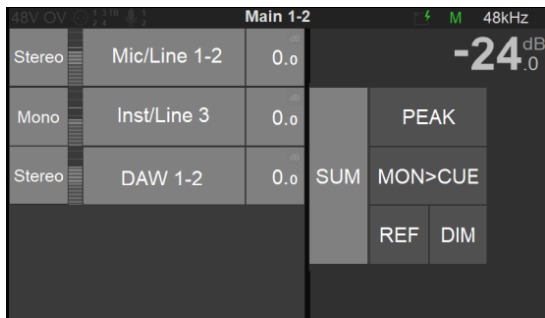 48V OV Main 1-2 M 48kHz
Stereo Mic/Line 1-2 0.0
-24.0 dB
Mono Inst/Line 3 0.0
PEAK
Stereo DAW 1-2 0.0
SUM MON>CUE
REF DIM